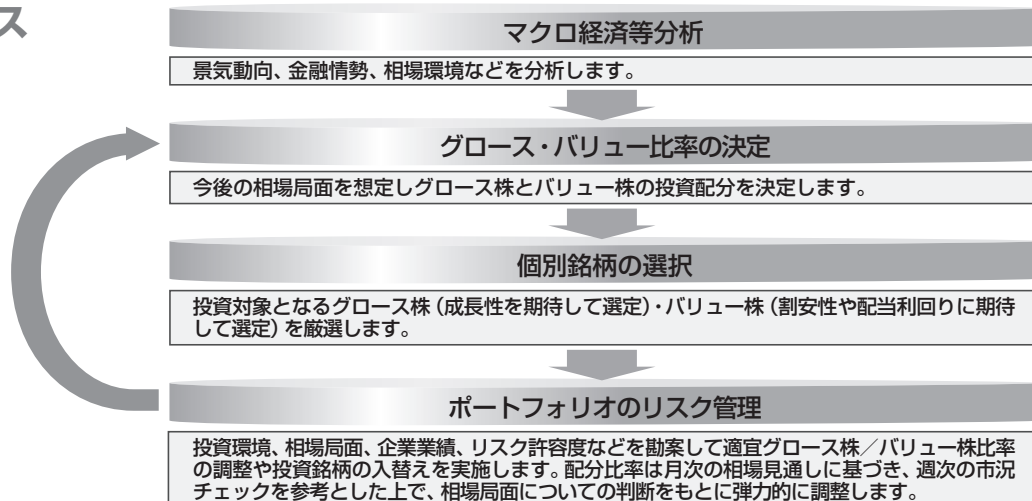 ス
マクロ経済等分析
景気動向、金融情勢、相場環境などを分析します。
グロース・バリュー比率の決定
今後の相場局面を想定しグロース株とバリュー株の投資配分を決定します。
個別銘柄の選択
投資対象となるグロース株（成長性を期待して選定）・バリュー株（割安性や配当利回りに期待
して選定）を厳選します。
ポートフォリオのリスク管理
投資環境、相場局面、企業業績、リスク許容度などを勘案して適宜グロース株／バリュー株比率
の調整や投資銘柄の入替えを実施します。配分比率は月次の相場見通しに基づき、週次の市況
チェックを参考とした上で、相場局面についての判断をもとに弾力的に調整します。